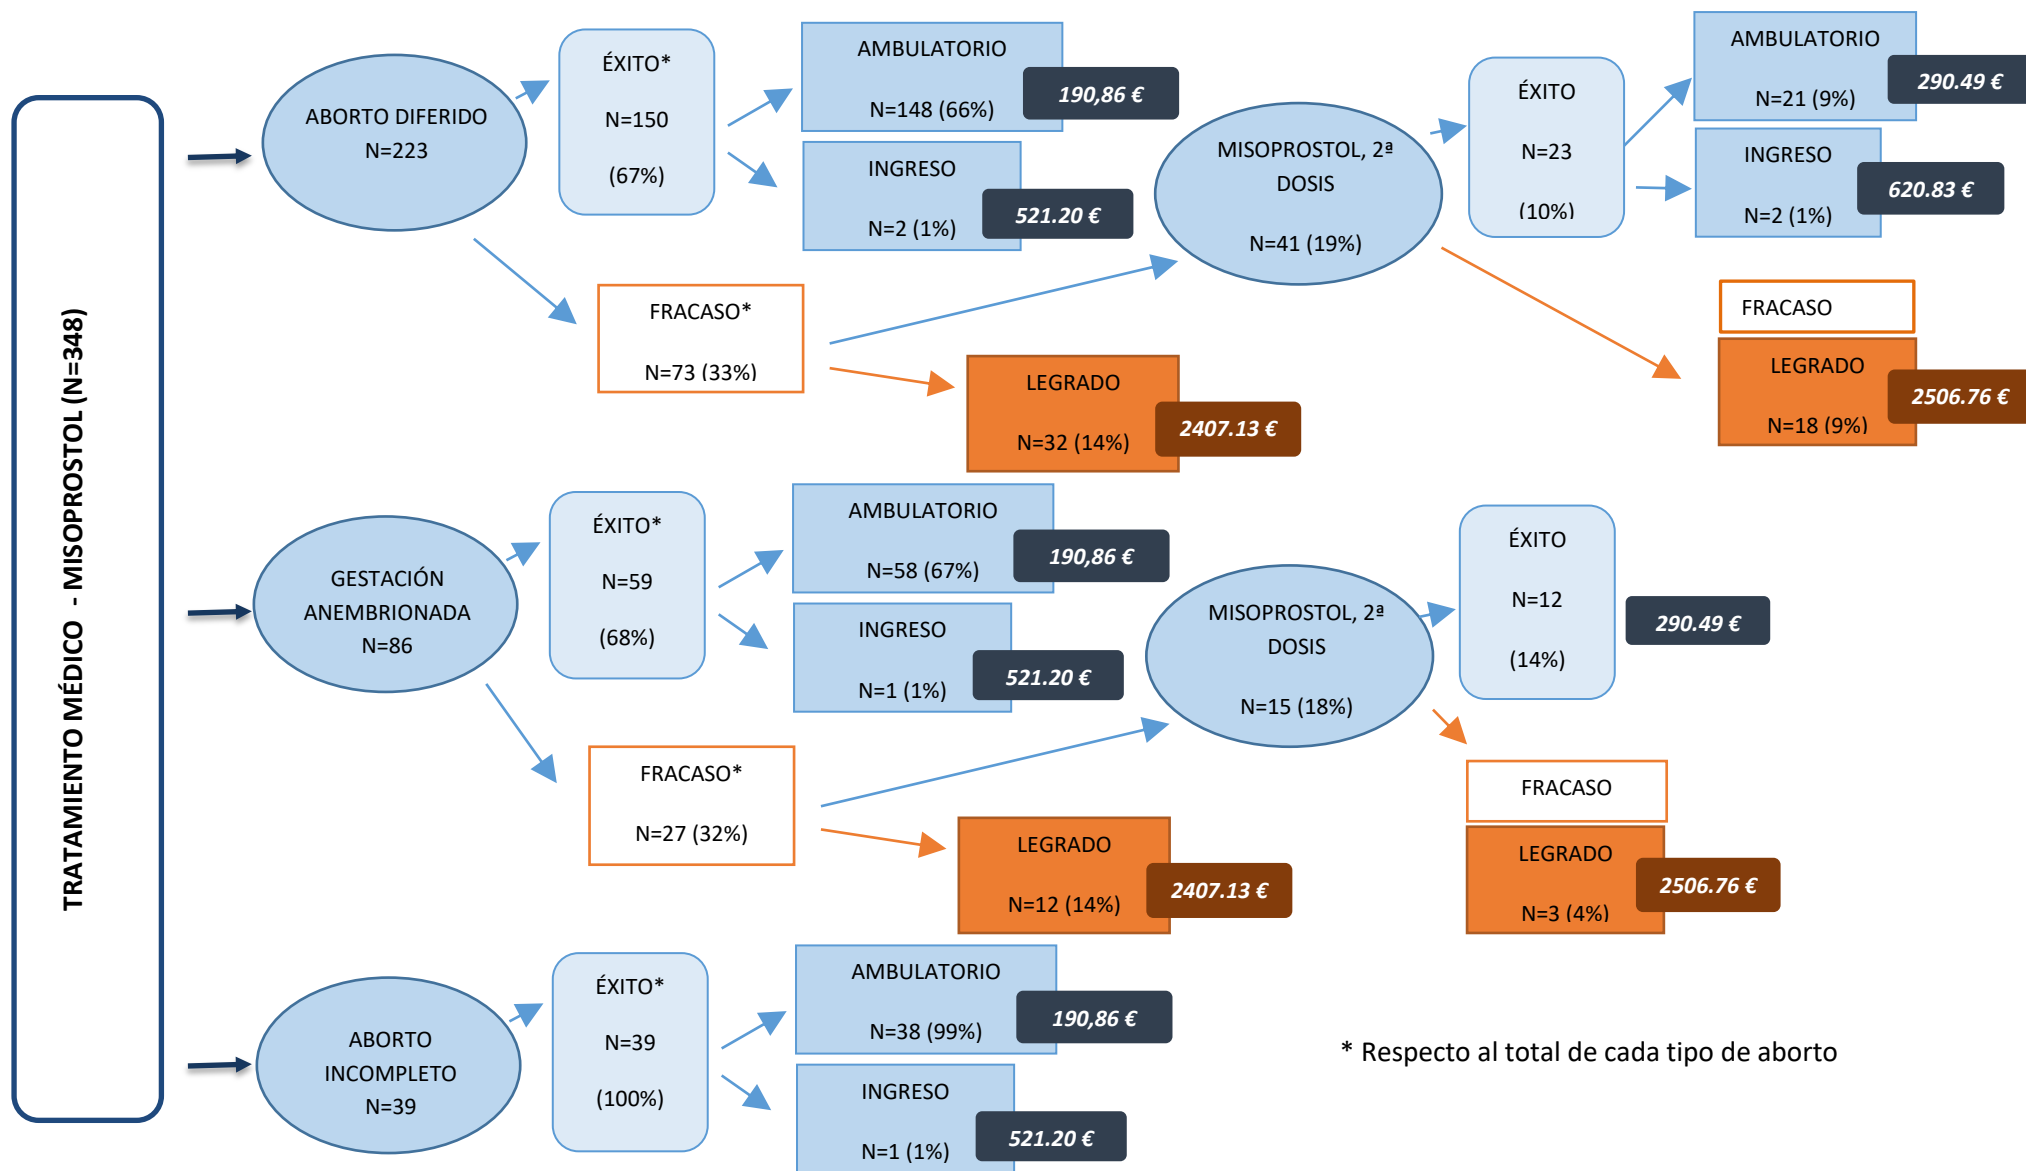 TRATAMIENTO MÉDICO - MISOPROSTOL (N=348)
ABORTO DIFERIDO
N=223
ÉXITO*
N=150
(67%)
AMBULATORIO
N=148 (66%)
190,86 €
INGRESO
N=2 (1%)
521.20 €
FRACASO*
N=73 (33%)
LEGRADO
N=32 (14%)
2407.13 €
MISOPROSTOL, 2ª
DOSIS
N=41 (19%)
ÉXITO
N=23
(10%)
AMBULATORIO
N=21 (9%)
290.49 €
INGRESO
N=2 (1%)
620.83 €
FRACASO
LEGRADO
N=18 (9%)
2506.76 €
GESTACIÓN
ANEMBRIONADA
N=86
ÉXITO*
N=59
(68%)
AMBULATORIO
N=58 (67%)
190,86 €
INGRESO
N=1 (1%)
521.20 €
FRACASO*
N=27 (32%)
LEGRADO
N=12 (14%)
2407.13 €
MISOPROSTOL, 2ª
DOSIS
N=15 (18%)
ÉXITO
N=12
(14%)
290.49 €
FRACASO
LEGRADO
N=3 (4%)
2506.76 €
ABORTO
INCOMPLETO
N=39
ÉXITO*
N=39
(100%)
AMBULATORIO
N=38 (99%)
190,86 €
INGRESO
N=1 (1%)
521.20 €
* Respecto al total de cada tipo de aborto